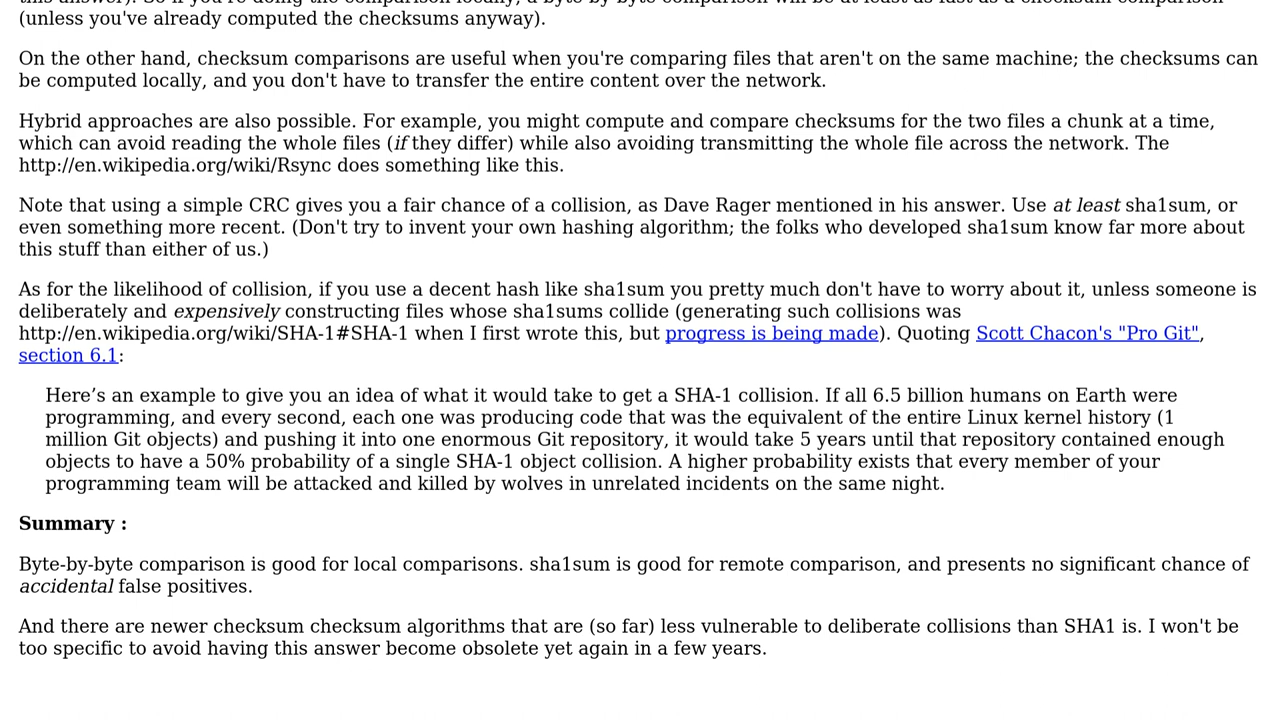 (unless you've already computed the checksums anyway).
On the other hand, checksum comparisons are useful when you're comparing files that aren't on the same machine; the checksums can
be computed locally, and you don't have to transfer the entire content over the network.
Hybrid approaches are also possible. For example, you might compute and compare checksums for the two files a chunk at a time,
which can avoid reading the whole files (if they differ) while also avoiding transmitting the whole file across the network. The
http://en.wikipedia.org/wiki/Rsync does something like this.
Note that using a simple CRC gives you a fair chance of a collision, as Dave Rager mentioned in his answer. Use at least sha1sum, or
even something more recent. (Don't try to invent your own hashing algorithm; the folks who developed sha1sum know far more about
this stuff than either of us.)
As for the likelihood of collision, if you use a decent hash like sha1sum you pretty much don't have to worry about it, unless someone is
deliberately and expensively constructing files whose sha1sums collide (generating such collisions was
http://en.wikipedia.org/wiki/SHA-1#SHA-1 when I first wrote this, but progress is being made). Quoting Scott Chacon's "Pro Git",
section 6.1:
Here’s an example to give you an idea of what it would take to get a SHA-1 collision. If all 6.5 billion humans on Earth were
programming, and every second, each one was producing code that was the equivalent of the entire Linux kernel history (1
million Git objects) and pushing it into one enormous Git repository, it would take 5 years until that repository contained enough
objects to have a 50% probability of a single SHA-1 object collision. A higher probability exists that every member of your
programming team will be attacked and killed by wolves in unrelated incidents on the same night.
Summary :
Byte-by-byte comparison is good for local comparisons. sha1sum is good for remote comparison, and presents no significant chance of
accidental false positives.
And there are newer checksum checksum algorithms that are (so far) less vulnerable to deliberate collisions than SHA1 is. I won't be
too specific to avoid having this answer become obsolete yet again in a few years.